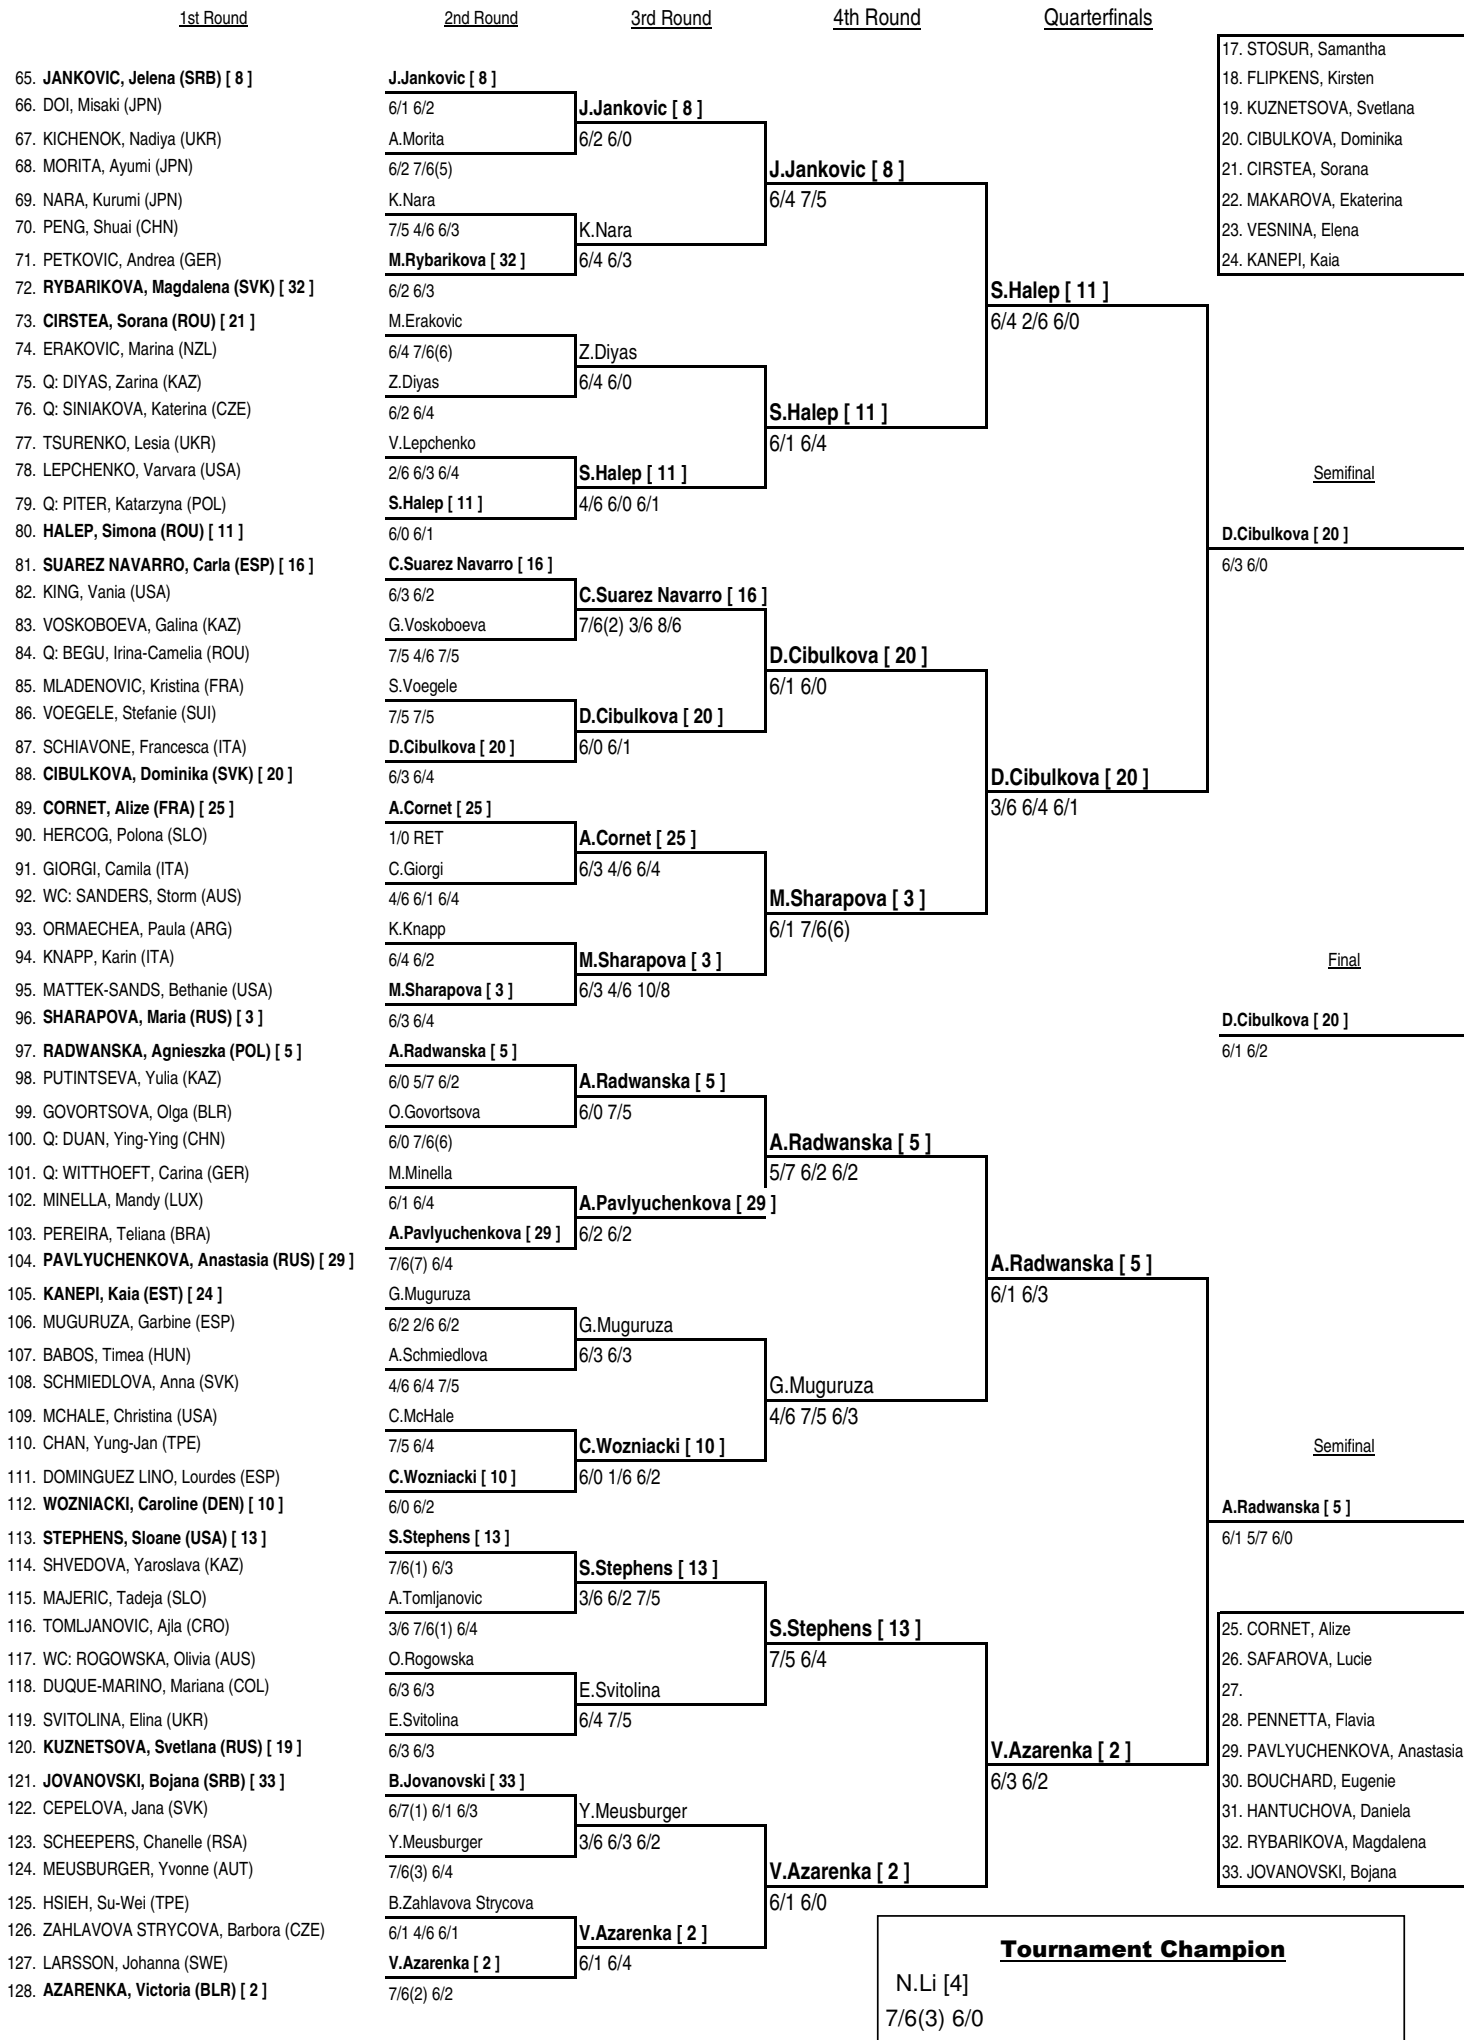 1st Round
2nd Round
3rd Round
4th Round
Quarterfinals
65. JANKOVIC, Jelena (SRB) [ 8 ]
66. DOI, Misaki (JPN)
67. KICHENOK, Nadiya (UKR)
68. MORITA, Ayumi (JPN)
69. NARA, Kurumi (JPN)
70. PENG, Shuai (CHN)
71. PETKOVIC, Andrea (GER)
72. RYBARIKOVA, Magdalena (SVK) [ 32 ]
73. CIRSTEA, Sorana (ROU) [ 21 ]
74. ERAKOVIC, Marina (NZL)
75. Q: DIYAS, Zarina (KAZ)
76. Q: SINIAKOVA, Katerina (CZE)
77. TSURENKO, Lesia (UKR)
78. LEPCHENKO, Varvara (USA)
79. Q: PITER, Katarzyna (POL)
80. HALEP, Simona (ROU) [ 11 ]
81. SUAREZ NAVARRO, Carla (ESP) [ 16 ]
82. KING, Vania (USA)
83. VOSKOBOEVA, Galina (KAZ)
84. Q: BEGU, Irina-Camelia (ROU)
85. MLADENOVIC, Kristina (FRA)
86. VOEGELE, Stefanie (SUI)
87. SCHIAVONE, Francesca (ITA)
88. CIBULKOVA, Dominika (SVK) [ 20 ]
89. CORNET, Alize (FRA) [ 25 ]
90. HERCOG, Polona (SLO)
91. GIORGI, Camila (ITA)
92. WC: SANDERS, Storm (AUS)
93. ORMAECHEA, Paula (ARG)
94. KNAPP, Karin (ITA)
95. MATTEK-SANDS, Bethanie (USA)
96. SHARAPOVA, Maria (RUS) [ 3 ]
97. RADWANSKA, Agnieszka (POL) [ 5 ]
98. PUTINTSEVA, Yulia (KAZ)
99. GOVORTSOVA, Olga (BLR)
100. Q: DUAN, Ying-Ying (CHN)
101. Q: WITTHOEFT, Carina (GER)
102. MINELLA, Mandy (LUX)
103. PEREIRA, Teliana (BRA)
104. PAVLYUCHENKOVA, Anastasia (RUS) [ 29 ]
105. KANEPI, Kaia (EST) [ 24 ]
106. MUGURUZA, Garbine (ESP)
107. BABOS, Timea (HUN)
108. SCHMIEDLOVA, Anna (SVK)
109. MCHALE, Christina (USA)
110. CHAN, Yung-Jan (TPE)
111. DOMINGUEZ LINO, Lourdes (ESP)
112. WOZNIACKI, Caroline (DEN) [ 10 ]
113. STEPHENS, Sloane (USA) [ 13 ]
114. SHVEDOVA, Yaroslava (KAZ)
115. MAJERIC, Tadeja (SLO)
116. TOMLJANOVIC, Ajla (CRO)
117. WC: ROGOWSKA, Olivia (AUS)
118. DUQUE-MARINO, Mariana (COL)
119. SVITOLINA, Elina (UKR)
120. KUZNETSOVA, Svetlana (RUS) [ 19 ]
121. JOVANOVSKI, Bojana (SRB) [ 33 ]
122. CEPELOVA, Jana (SVK)
123. SCHEEPERS, Chanelle (RSA)
124. MEUSBURGER, Yvonne (AUT)
125. HSIEH, Su-Wei (TPE)
126. ZAHLAVOVA STRYCOVA, Barbora (CZE)
127. LARSSON, Johanna (SWE)
128. AZARENKA, Victoria (BLR) [ 2 ]
J.Jankovic [ 8 ]
6/1 6/2
A.Morita
6/2 7/6(5)
K.Nara
7/5 4/6 6/3
M.Rybarikova [ 32 ]
6/2 6/3
M.Erakovic
6/4 7/6(6)
Z.Diyas
6/2 6/4
V.Lepchenko
2/6 6/3 6/4
S.Halep [ 11 ]
6/0 6/1
C.Suarez Navarro [ 16 ]
6/3 6/2
G.Voskoboeva
7/5 4/6 7/5
S.Voegele
7/5 7/5
D.Cibulkova [ 20 ]
6/3 6/4
A.Cornet [ 25 ]
1/0 RET
C.Giorgi
4/6 6/1 6/4
K.Knapp
6/4 6/2
M.Sharapova [ 3 ]
6/3 6/4
A.Radwanska [ 5 ]
6/0 5/7 6/2
O.Govortsova
6/0 7/6(6)
M.Minella
6/1 6/4
A.Pavlyuchenkova [ 29 ]
7/6(7) 6/4
G.Muguruza
6/2 2/6 6/2
A.Schmiedlova
4/6 6/4 7/5
C.McHale
7/5 6/4
C.Wozniacki [ 10 ]
6/0 6/2
S.Stephens [ 13 ]
7/6(1) 6/3
A.Tomljanovic
3/6 7/6(1) 6/4
O.Rogowska
6/3 6/3
E.Svitolina
6/3 6/3
B.Jovanovski [ 33 ]
6/7(1) 6/1 6/3
Y.Meusburger
7/6(3) 6/4
B.Zahlavova Strycova
6/1 4/6 6/1
V.Azarenka [ 2 ]
7/6(2) 6/2
J.Jankovic [ 8 ]
6/2 6/0
K.Nara
6/4 6/3
Z.Diyas
6/4 6/0
S.Halep [ 11 ]
4/6 6/0 6/1
C.Suarez Navarro [ 16 ]
7/6(2) 3/6 8/6
D.Cibulkova [ 20 ]
6/0 6/1
A.Cornet [ 25 ]
6/3 4/6 6/4
M.Sharapova [ 3 ]
6/3 4/6 10/8
A.Radwanska [ 5 ]
6/0 7/5
A.Pavlyuchenkova [ 29 ]
6/2 6/2
G.Muguruza
6/3 6/3
C.Wozniacki [ 10 ]
6/0 1/6 6/2
S.Stephens [ 13 ]
3/6 6/2 7/5
E.Svitolina
6/4 7/5
Y.Meusburger
3/6 6/3 6/2
V.Azarenka [ 2 ]
6/1 6/4
J.Jankovic [ 8 ]
6/4 7/5
S.Halep [ 11 ]
6/1 6/4
D.Cibulkova [ 20 ]
6/1 6/0
M.Sharapova [ 3 ]
6/1 7/6(6)
A.Radwanska [ 5 ]
5/7 6/2 6/2
G.Muguruza
4/6 7/5 6/3
S.Stephens [ 13 ]
7/5 6/4
V.Azarenka [ 2 ]
6/1 6/0
S.Halep [ 11 ]
6/4 2/6 6/0
D.Cibulkova [ 20 ]
3/6 6/4 6/1
A.Radwanska [ 5 ]
6/1 6/3
V.Azarenka [ 2 ]
6/3 6/2
17. STOSUR, Samantha
18. FLIPKENS, Kirsten
19. KUZNETSOVA, Svetlana
20. CIBULKOVA, Dominika
21. CIRSTEA, Sorana
22. MAKAROVA, Ekaterina
23. VESNINA, Elena
24. KANEPI, Kaia
Semifinal
D.Cibulkova [ 20 ]
6/3 6/0
Final
D.Cibulkova [ 20 ]
6/1 6/2
Semifinal
A.Radwanska [ 5 ]
6/1 5/7 6/0
25. CORNET, Alize
26. SAFAROVA, Lucie
27.
28. PENNETTA, Flavia
29. PAVLYUCHENKOVA, Anastasia
30. BOUCHARD, Eugenie
31. HANTUCHOVA, Daniela
32. RYBARIKOVA, Magdalena
33. JOVANOVSKI, Bojana
Tournament Champion
N.Li [4]
7/6(3) 6/0